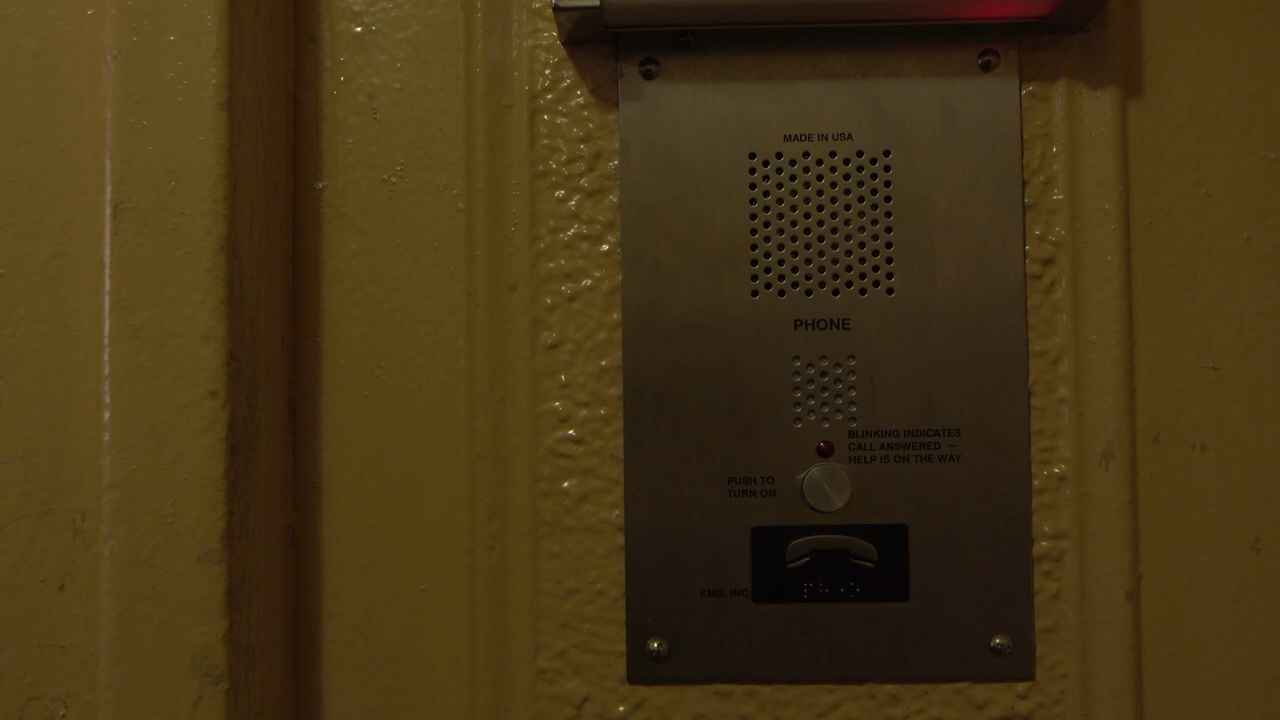 MADE IN USA
PHONE
BLINKING INDICATES
CALL ANSWERED —
HELP IS ON THE WAY
PUSH TO
TURN ON
EMS, INC